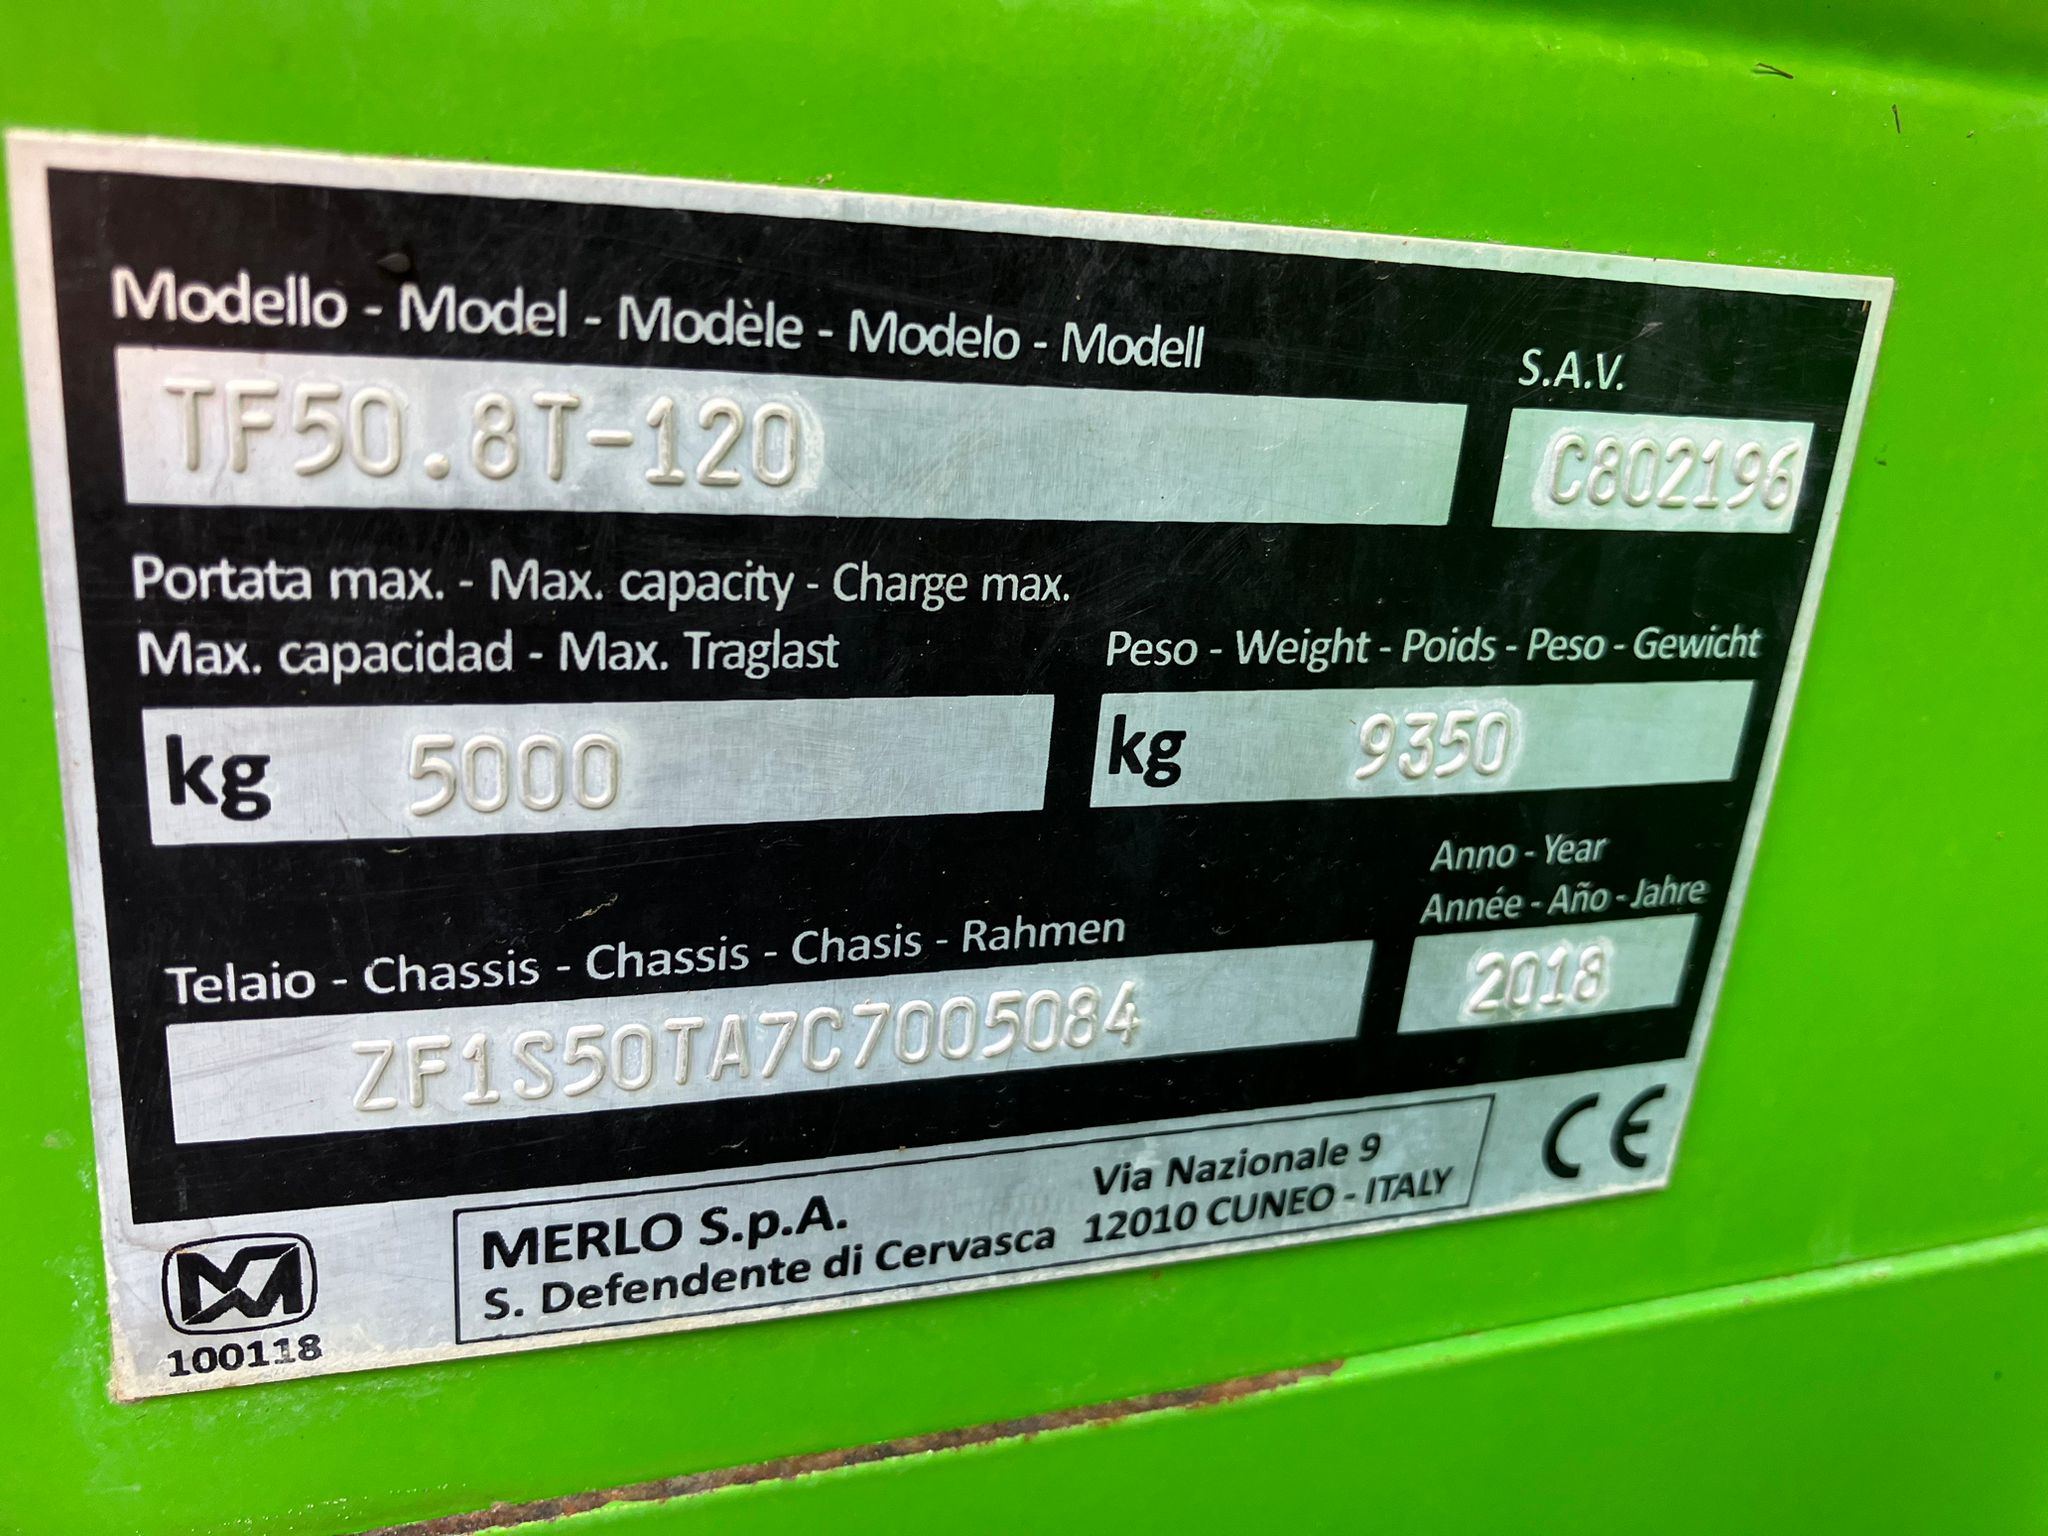 Modello - Model - Modèle - Modelo - Modell
S.A.V.
TF50.8T-120
C802196
Portata max. - Max. capacity - Charge max.
Max. capacidad - Max. Traglast
Peso - Weight - Poids - Peso - Gewicht
kg 5000
kg 9350
Anno - Year
Année - Año - Jahre
Telaio - Chassis - Chassis - Chasis - Rahmen
2018
ZF1S50TA7C7005084
MERLO S.p.A.
S. Defendente di Cervasca
Via Nazionale 9
12010 CUNEO - ITALY
CE
100118